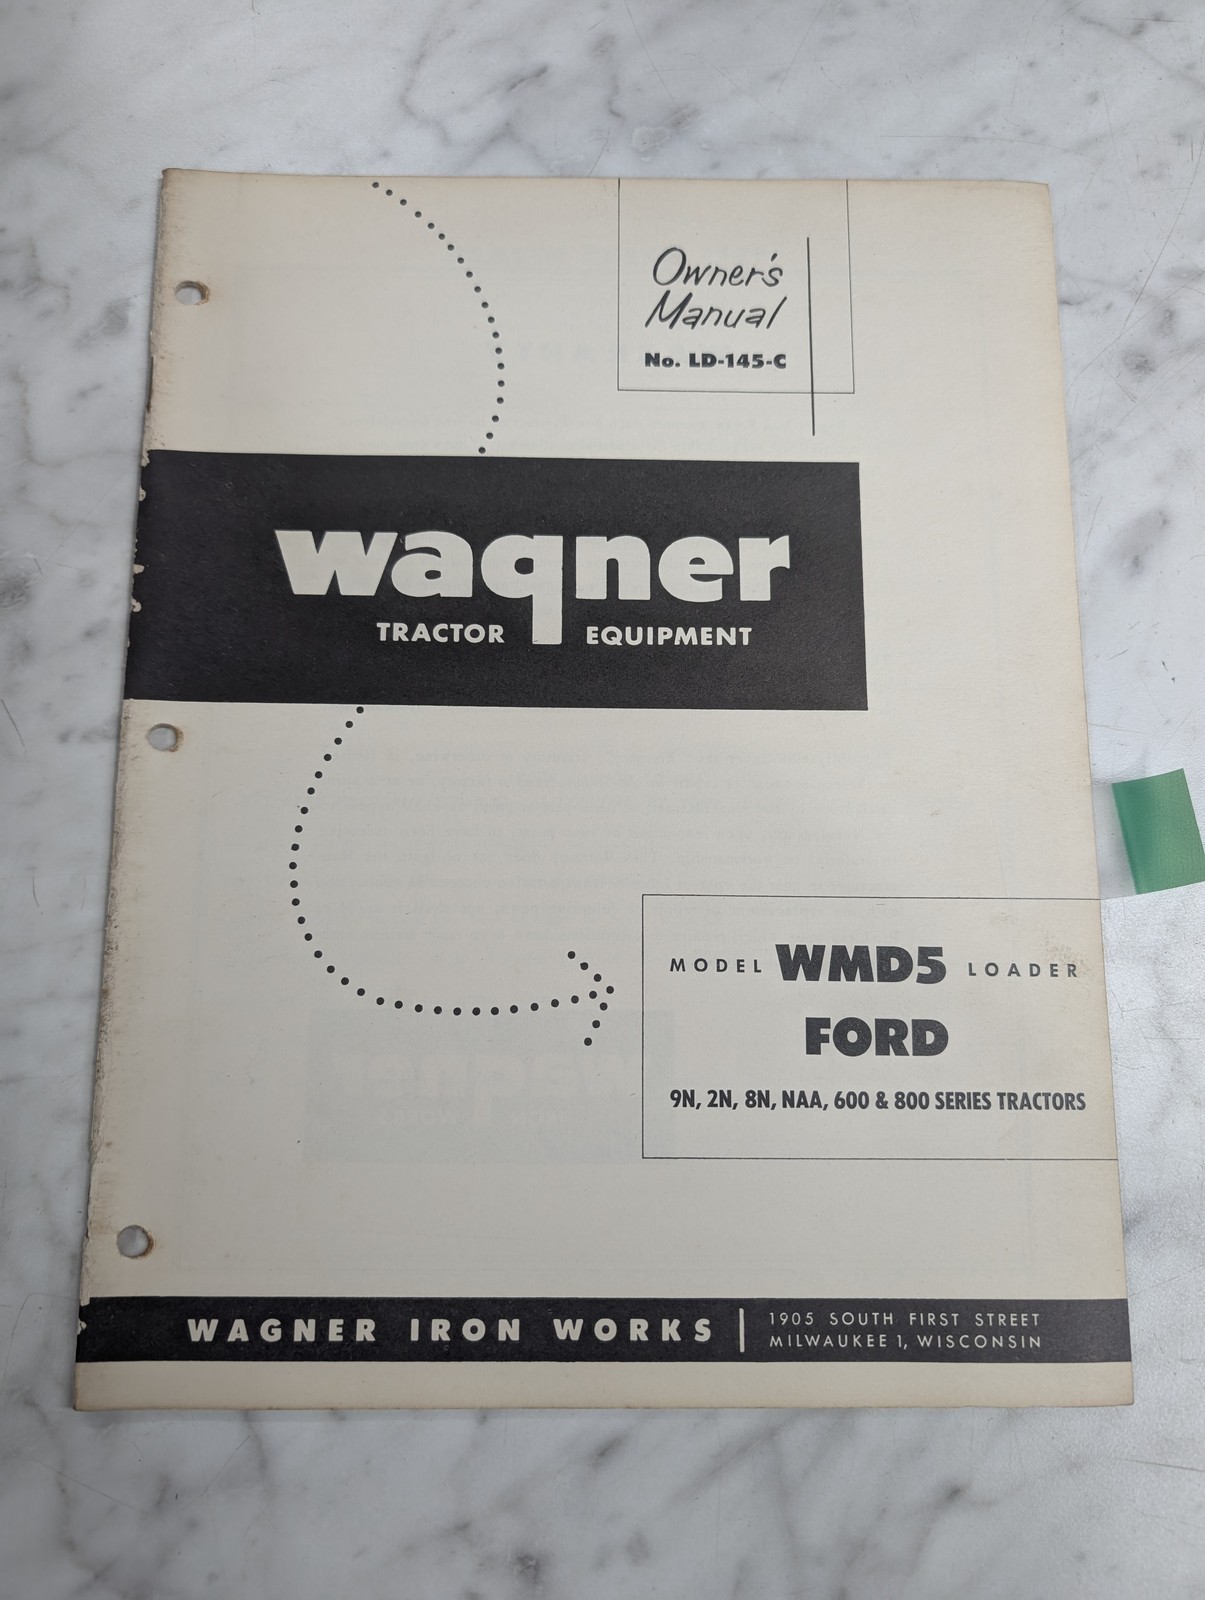 Owner's
Manual
No. LD-145-C
wagner
TRACTOR EQUIPMENT
MODEL WMD5 LOADER
FORD
9N, 2N, 8N, NAA, 600 & 800 SERIES TRACTORS
WAGNER IRON WORKS
1905 SOUTH FIRST STREET
MILWAUKEE 1, WISCONSIN